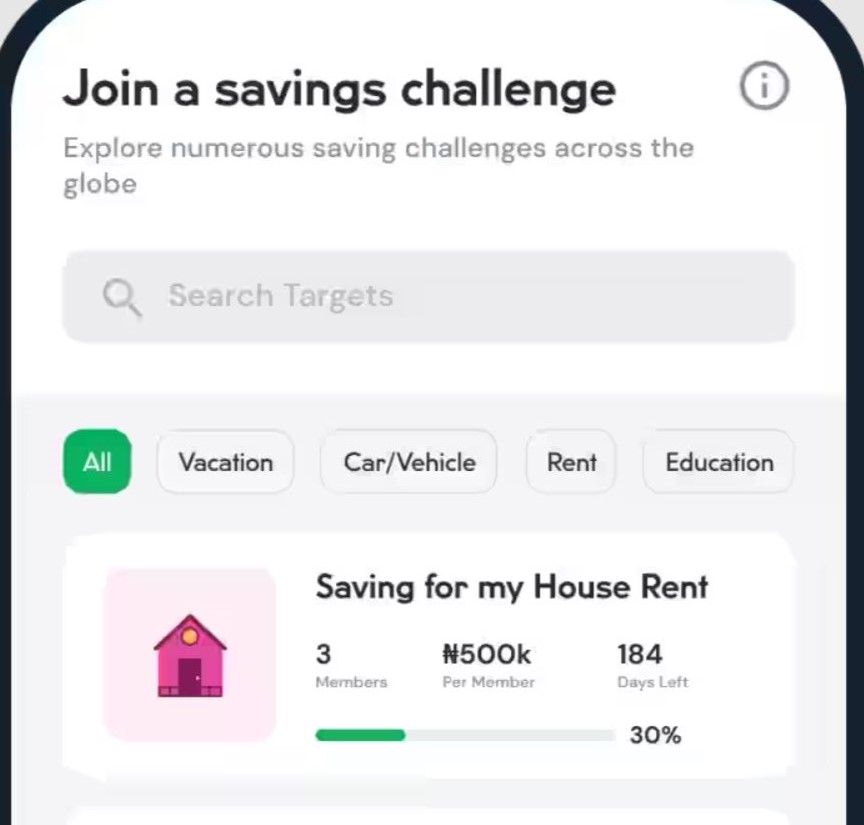 Join a savings challenge
Explore numerous saving challenges across the
globe
Search Targets
All Vacation Car/Vehicle Rent Education
Saving for my House Rent
3 ₦500k 184
Members Per Member Days Left
30%